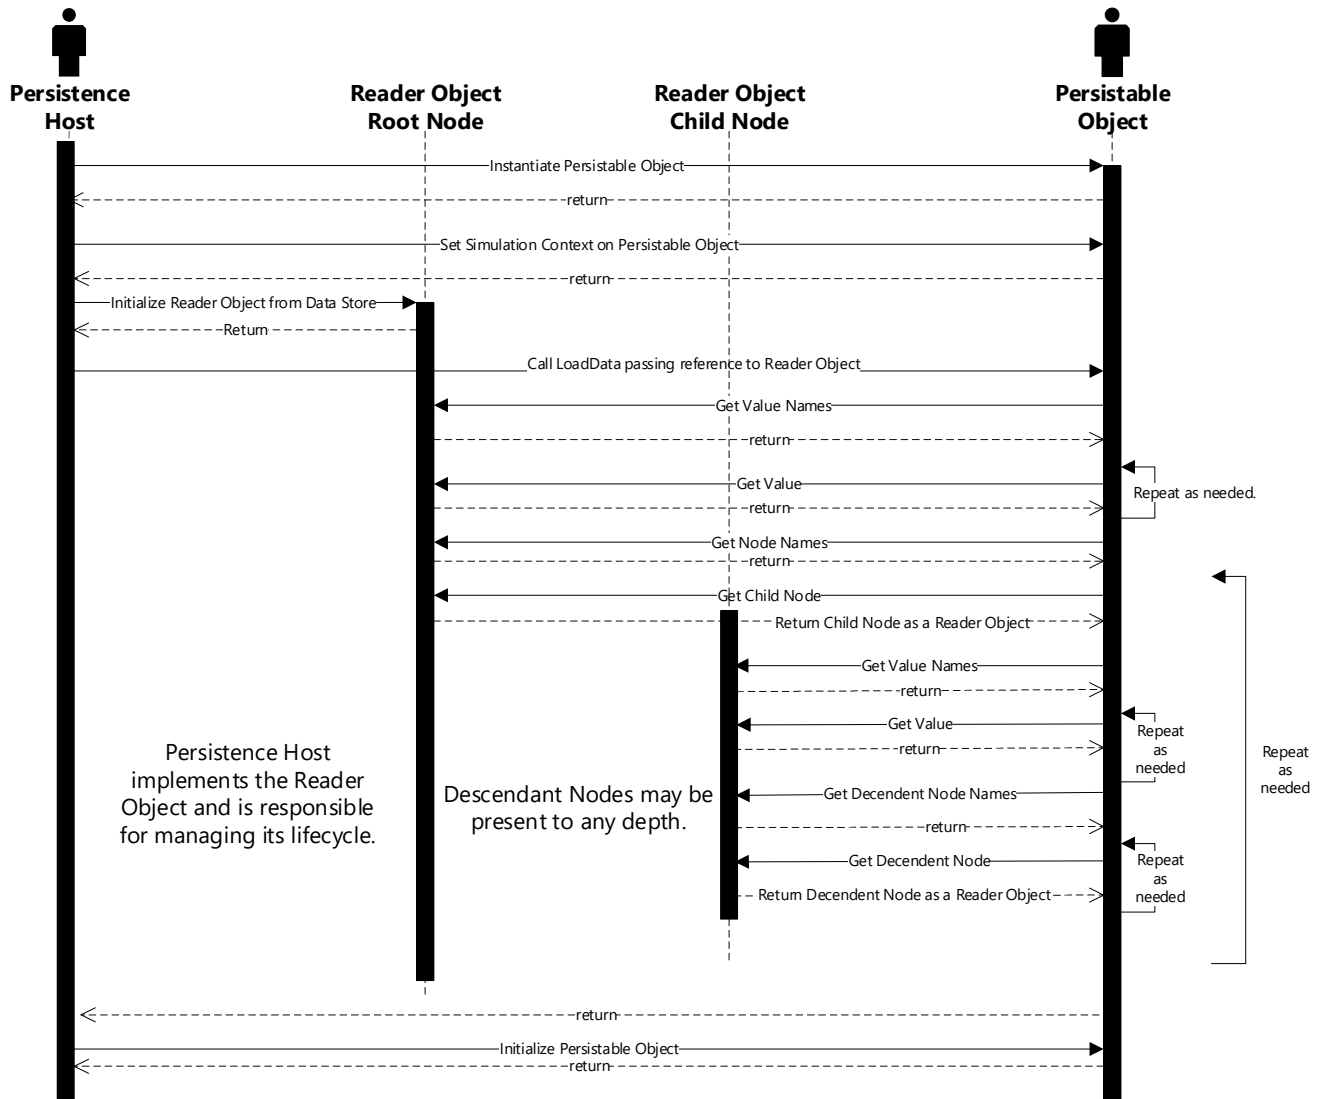 Persistence
Host
Reader Object
Root Node
Reader Object
Child Node
Persistable
Object
Instantiate Persistable Object
return
Set Simulation Context on Persistable Object
return
Initialize Reader Object from Data Store
Return
Call LoadData passing reference to Reader Object
Get Value Names
return
Get Value
Repeat as needed.
return
Get Node Names
return
Get Child Node
Return Child Node as a Reader Object
Get Value Names
return
Get Value
return
Repeat
as
needed
Repeat
as
needed
Persistence Host
implements the Reader
Object and is responsible
for managing its lifecycle.
Descendant Nodes may be
present to any depth.
Get Decendent Node Names
return
Get Decendent Node
Return Decendent Node as a Reader Object
Repeat
as
needed
return
Initialize Persistable Object
return